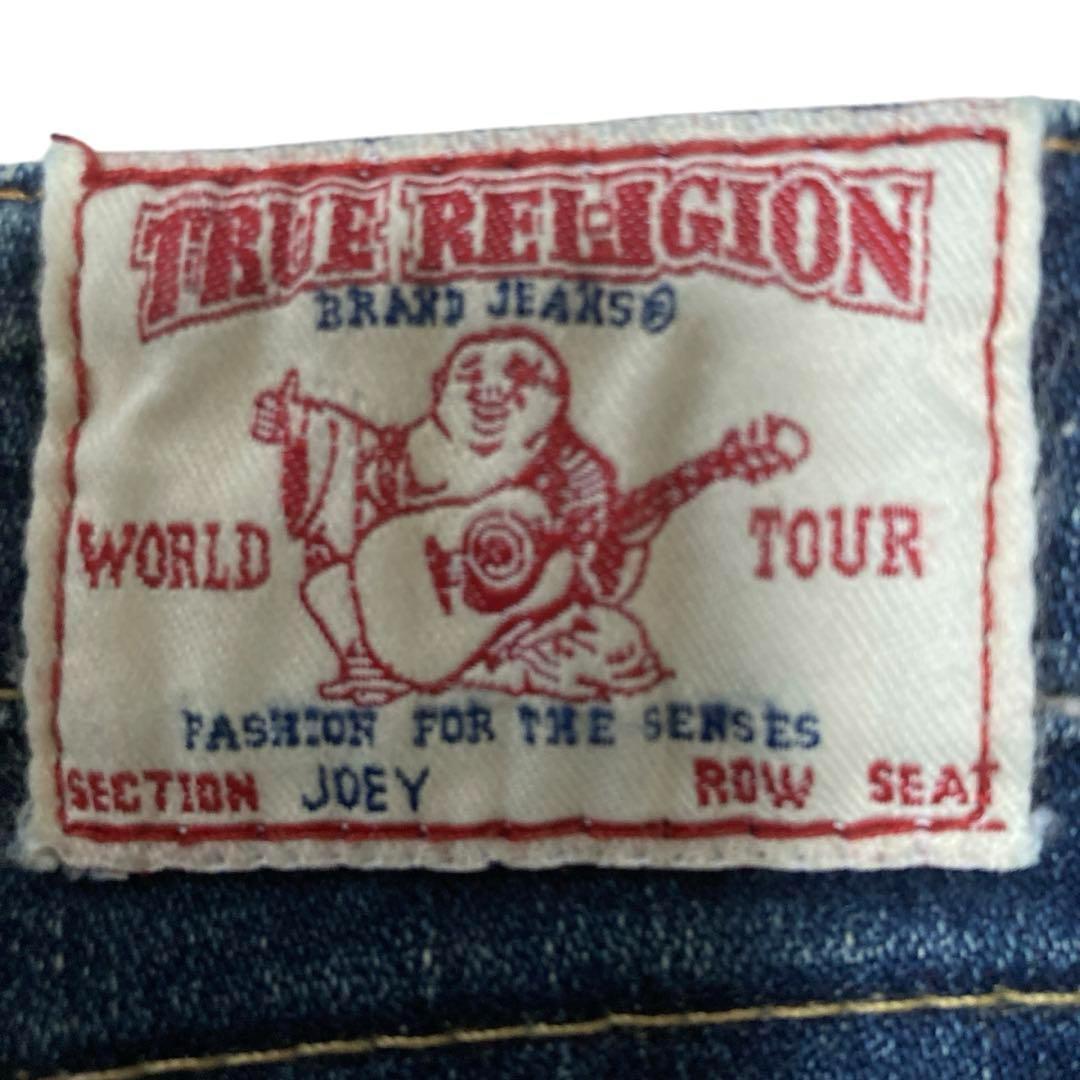 TRUE RELIGION
BRAND JEANS®
WORLD TOUR
FASHION FOR THE SENSES
SECTION JOEY ROW SEAT